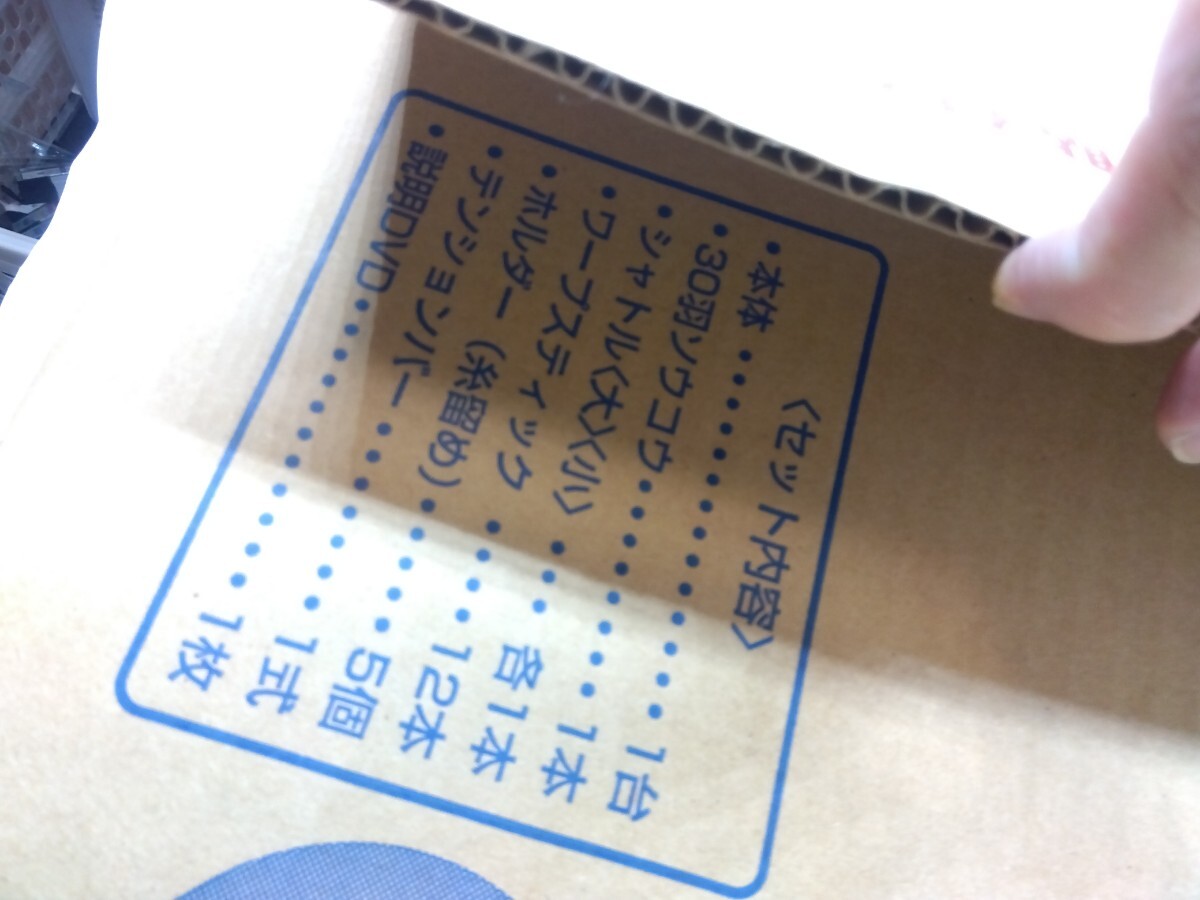 〈セット内容〉
・本体・・・・・・・・・・・・・1台
・30羽ソウコウ・・・・・・・1本
・シャトル〈大〉〈小〉・・各1本
・ワープスティック・・・・12本
・ホルダー（糸留め）・・・・5個
・テンションバー・・・・・・1式
・説明DVD・・・・・・・・・・1枚